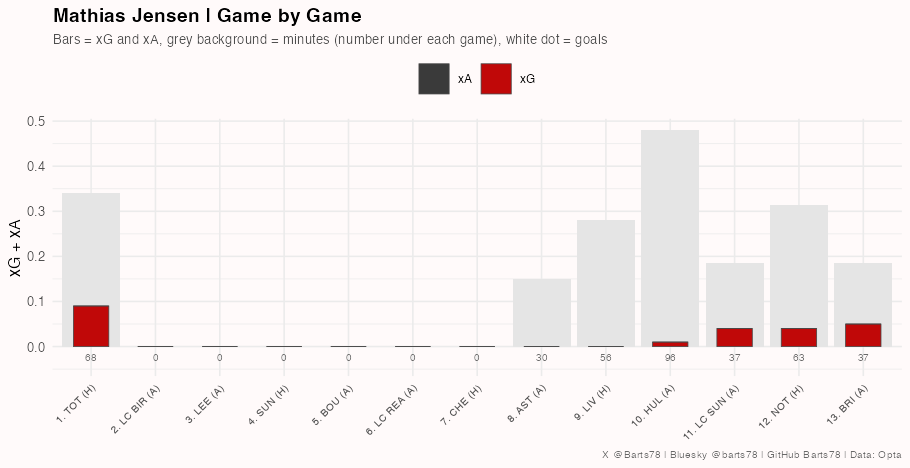 Mathias Jensen | Game by Game
Bars = xG and xA, grey background = minutes (number under each game), white dot = goals
xA xG
xG + xA
0.5
0.4
0.3
0.2
0.1
0.0
68 0 0 0 0 0 0 30 56 96 37 63 37
1. TOT (H)
2. LC BIR (A)
3. LEE (A)
4. SUN (H)
5. BOU (A)
6. LC REA (A)
7. CHE (H)
8. AST (A)
9. LIV (H)
10. HUL (A)
11. LC SUN (A)
12. NOT (H)
13. BRI (A)
X @Barts78 | Bluesky @barts78 | GitHub Barts78 | Data: Opta